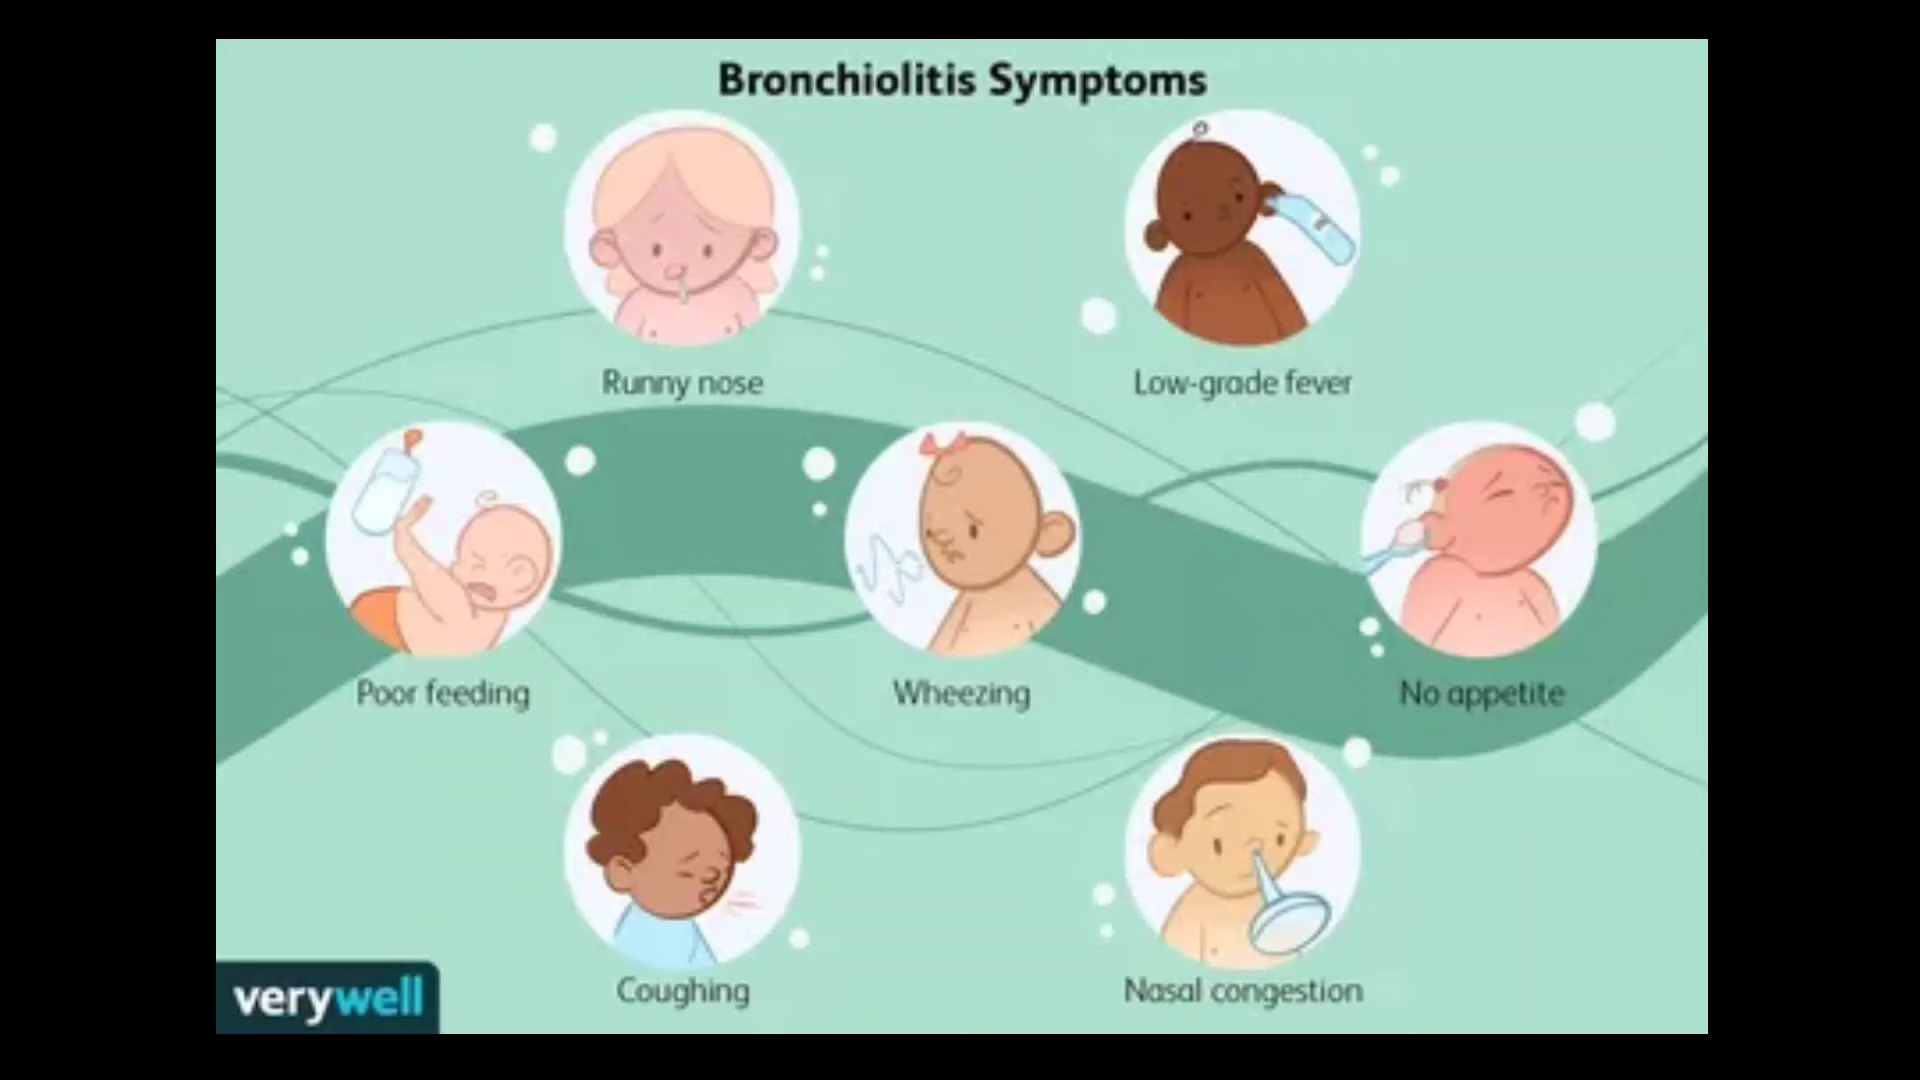 Bronchiolitis Symptoms
Runny nose
Low-grade fever
Poor feeding
Wheezing
No appetite
Coughing
Nasal congestion
verywell